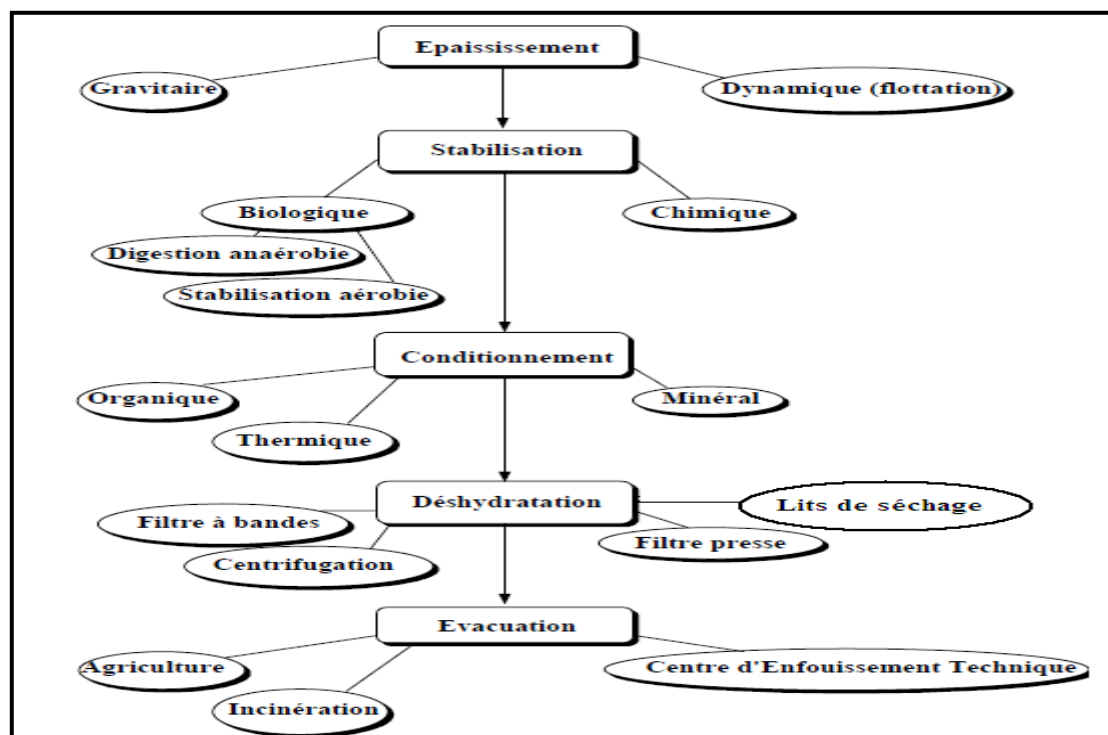 Epaississement
Gravitaire
Dynamique (flottation)
Stabilisation
Biologique
Chimique
Digestion anaérobie
Stabilisation aérobie
Conditionnement
Organique
Minéral
Thermique
Déshydratation
Lits de séchage
Filtre à bandes
Filtre presse
Centrifugation
Evacuation
Agriculture
Centre d'Enfouissement Technique
Incinération